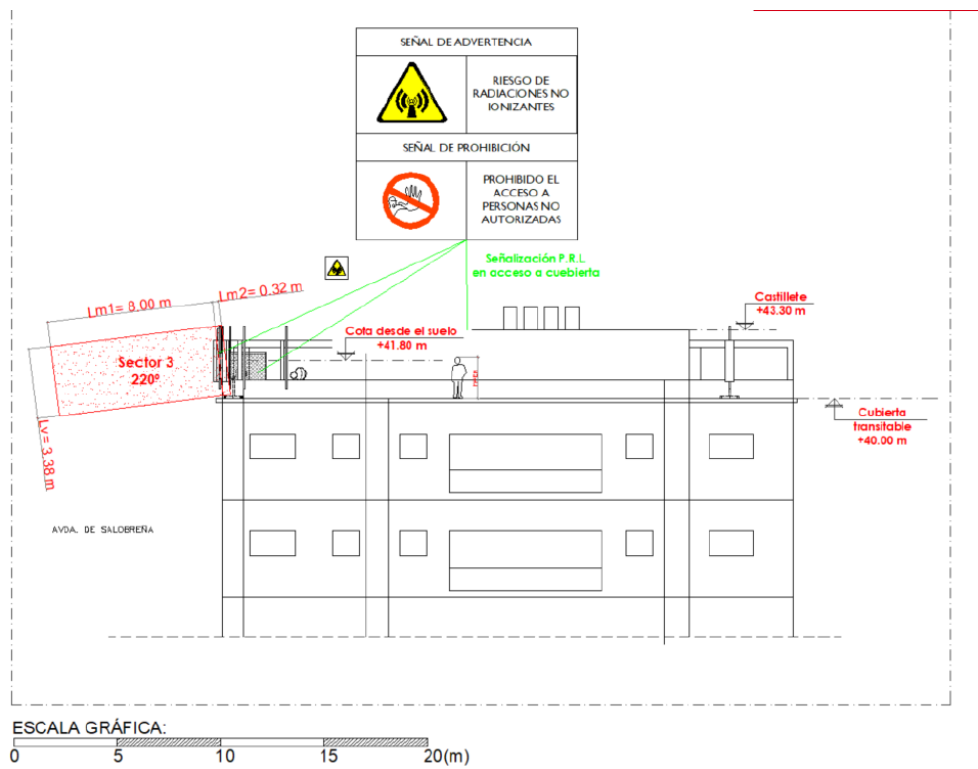 SEÑAL DE ADVERTENCIA
RIESGO DE
RADIACIONES NO
IONIZANTES
SEÑAL DE PROHIBICIÓN
PROHIBIDO EL
ACCESO A
PERSONAS NO
AUTORIZADAS
Señalización P.R.L.
en acceso a cuebierta
Lm1= 8.00 m
Lm2= 0.32 m
Castillete
+43.30 m
Cota desde el suelo
+41.80 m
Sector 3
220º
Lv= 3.38 m
Cubierta
transitable
+40.00 m
AVDA. DE SALOBREÑA
ESCALA GRÁFICA:
0 5 10 15 20(m)